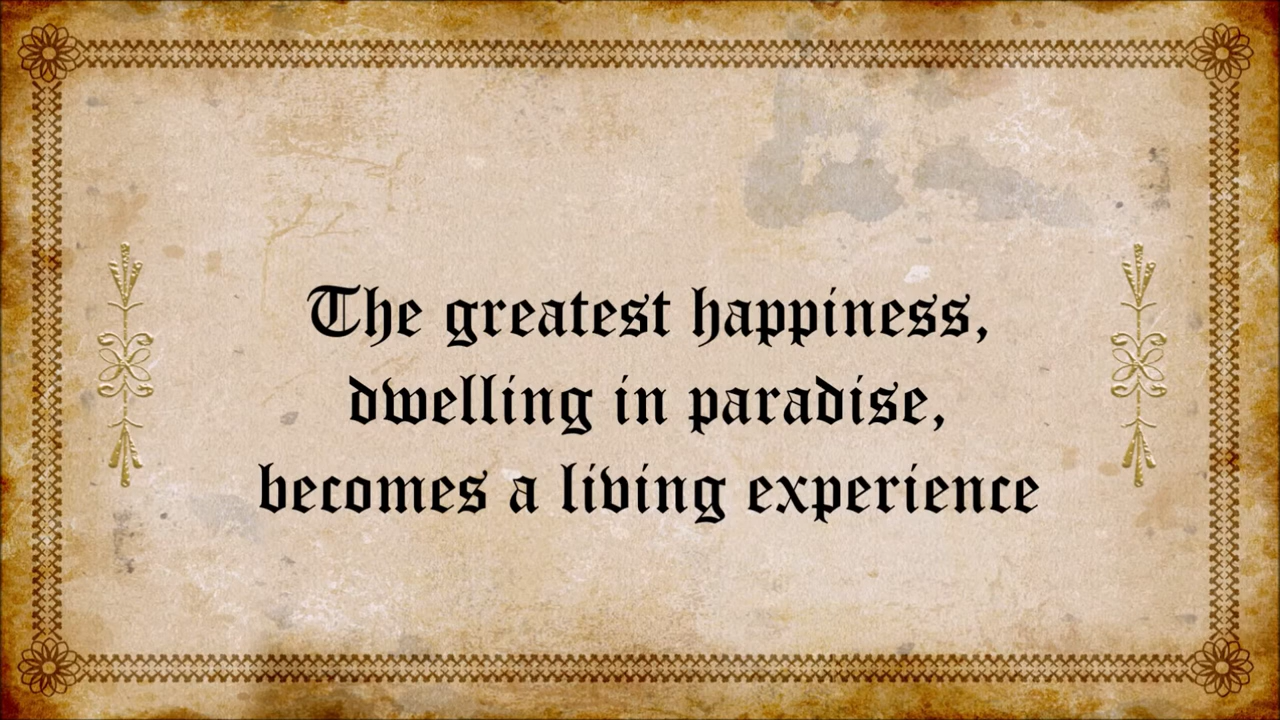 The greatest happiness,
dwelling in paradise,
becomes a living experience